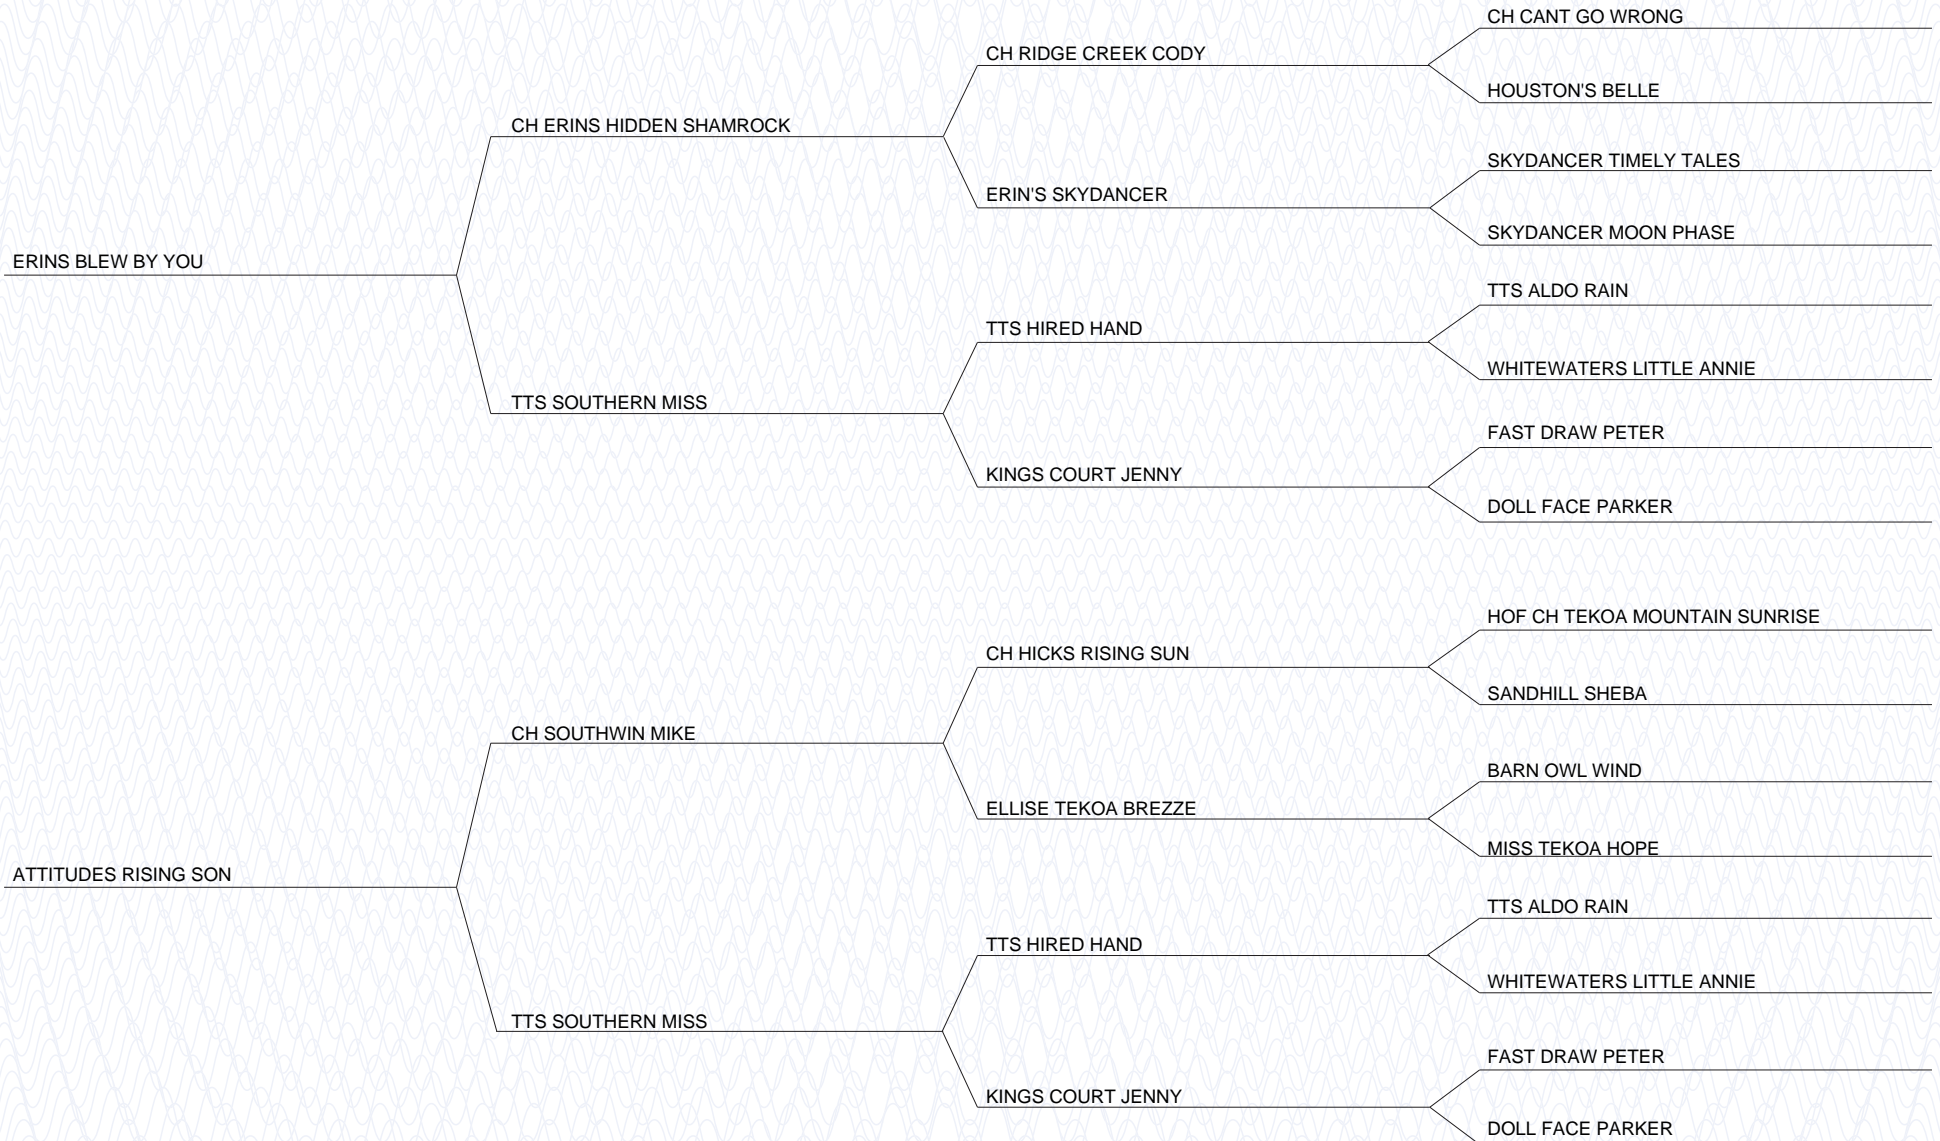 CH CANT GO WRONG
CH RIDGE CREEK CODY
HOUSTON'S BELLE
CH ERINS HIDDEN SHAMROCK
SKYDANCER TIMELY TALES
ERIN'S SKYDANCER
SKYDANCER MOON PHASE
ERINS BLEW BY YOU
TTS ALDO RAIN
TTS HIRED HAND
WHITEWATERS LITTLE ANNIE
TTS SOUTHERN MISS
FAST DRAW PETER
KINGS COURT JENNY
DOLL FACE PARKER
HOF CH TEKOA MOUNTAIN SUNRISE
CH HICKS RISING SUN
SANDHILL SHEBA
CH SOUTHWIN MIKE
BARN OWL WIND
ELLISE TEKOA BREZZE
MISS TEKOA HOPE
ATTITUDES RISING SON
TTS ALDO RAIN
TTS HIRED HAND
WHITEWATERS LITTLE ANNIE
TTS SOUTHERN MISS
FAST DRAW PETER
KINGS COURT JENNY
DOLL FACE PARKER